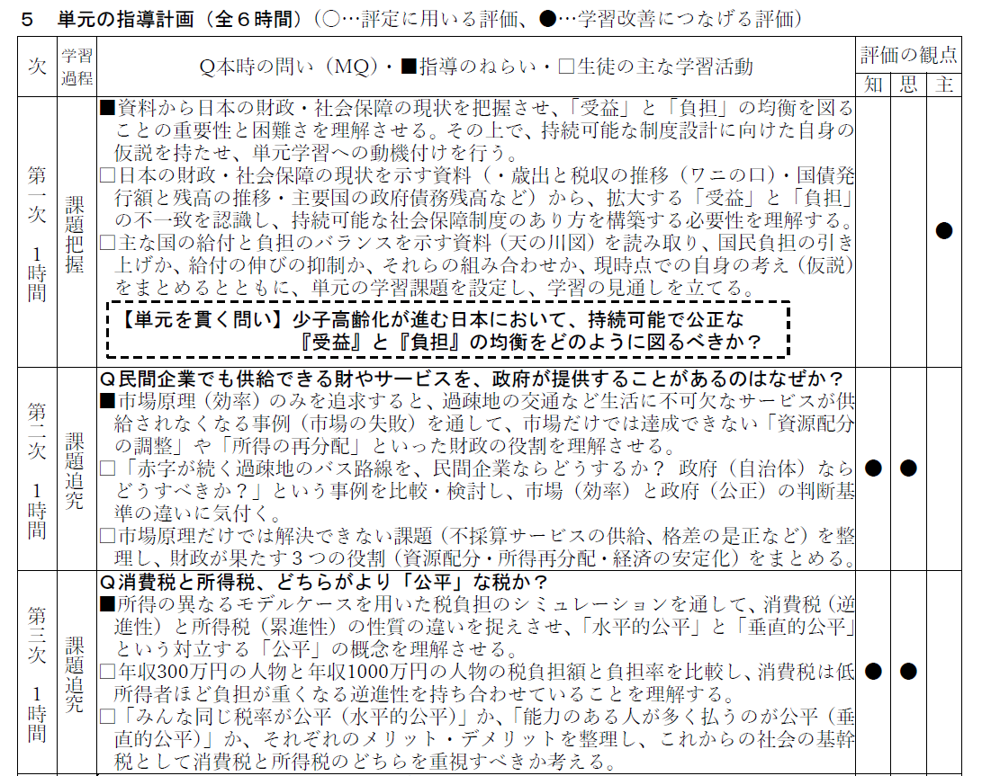 ５　単元の指導計画（全６時間）（○…評定に用いる評価、●…学習改善につなげる評価）
次
学習過程
Ｑ本時の問い（ＭＱ）・■指導のねらい・□生徒の主な学習活動
評価の観点
知 思 主
第一次　１時間
課題把握
■資料から日本の財政・社会保障の現状を把握させ、「受益」と「負担」の均衡を図る
ことの重要性と困難さを理解させる。その上で、持続可能な制度設計に向けた自身の
仮説を持たせ、単元学習への動機付けを行う。
□日本の財政・社会保障の現状を示す資料（・歳出と税収の推移（ワニの口）・国債発
行額と残高の推移・主要国の政府債務残高など）から、拡大する「受益」と「負担」
の不一致を認識し、持続可能な社会保障制度のあり方を構築する必要性を理解する。
□主な国の給付と負担のバランスを示す資料（天の川図）を読み取り、国民負担の引き
上げか、給付の伸びの抑制か、それらの組み合わせか、現時点での自身の考え（仮説）
をまとめるとともに、単元の学習課題を設定し、学習の見通しを立てる。
【単元を貫く問い】少子高齢化が進む日本において、持続可能で公正な
『受益』と『負担』の均衡をどのように図るべきか？
●
第二次　１時間
課題追究
Ｑ民間企業でも供給できる財やサービスを、政府が提供することがあるのはなぜか？
■市場原理（効率）のみを追求すると、過疎地の交通など生活に不可欠なサービスが供
給されなくなる事例（市場の失敗）を通して、市場だけでは達成できない「資源配分
の調整」や「所得の再分配」といった財政の役割を理解させる。
□「赤字が続く過疎地のバス路線を、民間企業ならどうするか？ 政府（自治体）なら
どうすべきか？」という事例を比較・検討し、市場（効率）と政府（公正）の判断基
準の違いに気付く。
□市場原理だけでは解決できない課題（不採算サービスの供給、格差の是正など）を整
理し、財政が果たす３つの役割（資源配分・所得再分配・経済の安定化）をまとめる。
● ●
第三次　１時間
課題追究
Ｑ消費税と所得税、どちらがより「公平」な税か？
■所得の異なるモデルケースを用いた税負担のシミュレーションを通して、消費税（逆
進性）と所得税（累進性）の性質の違いを捉えさせ、「水平的公平」と「垂直的公平」
という対立する「公平」の概念を理解させる。
□年収300万円の人物と年収1000万円の人物の税負担額と負担率を比較し、消費税は低
所得者ほど負担が重くなる逆進性を持ち合わせていることを理解する。
□「みんな同じ税率が公平（水平的公平）」か、「能力のある人が多く払うのが公平（垂
直的公平）」か、それぞれのメリット・デメリットを整理し、これからの社会の基幹
税として消費税と所得税のどちらを重視すべきか考える。
● ●